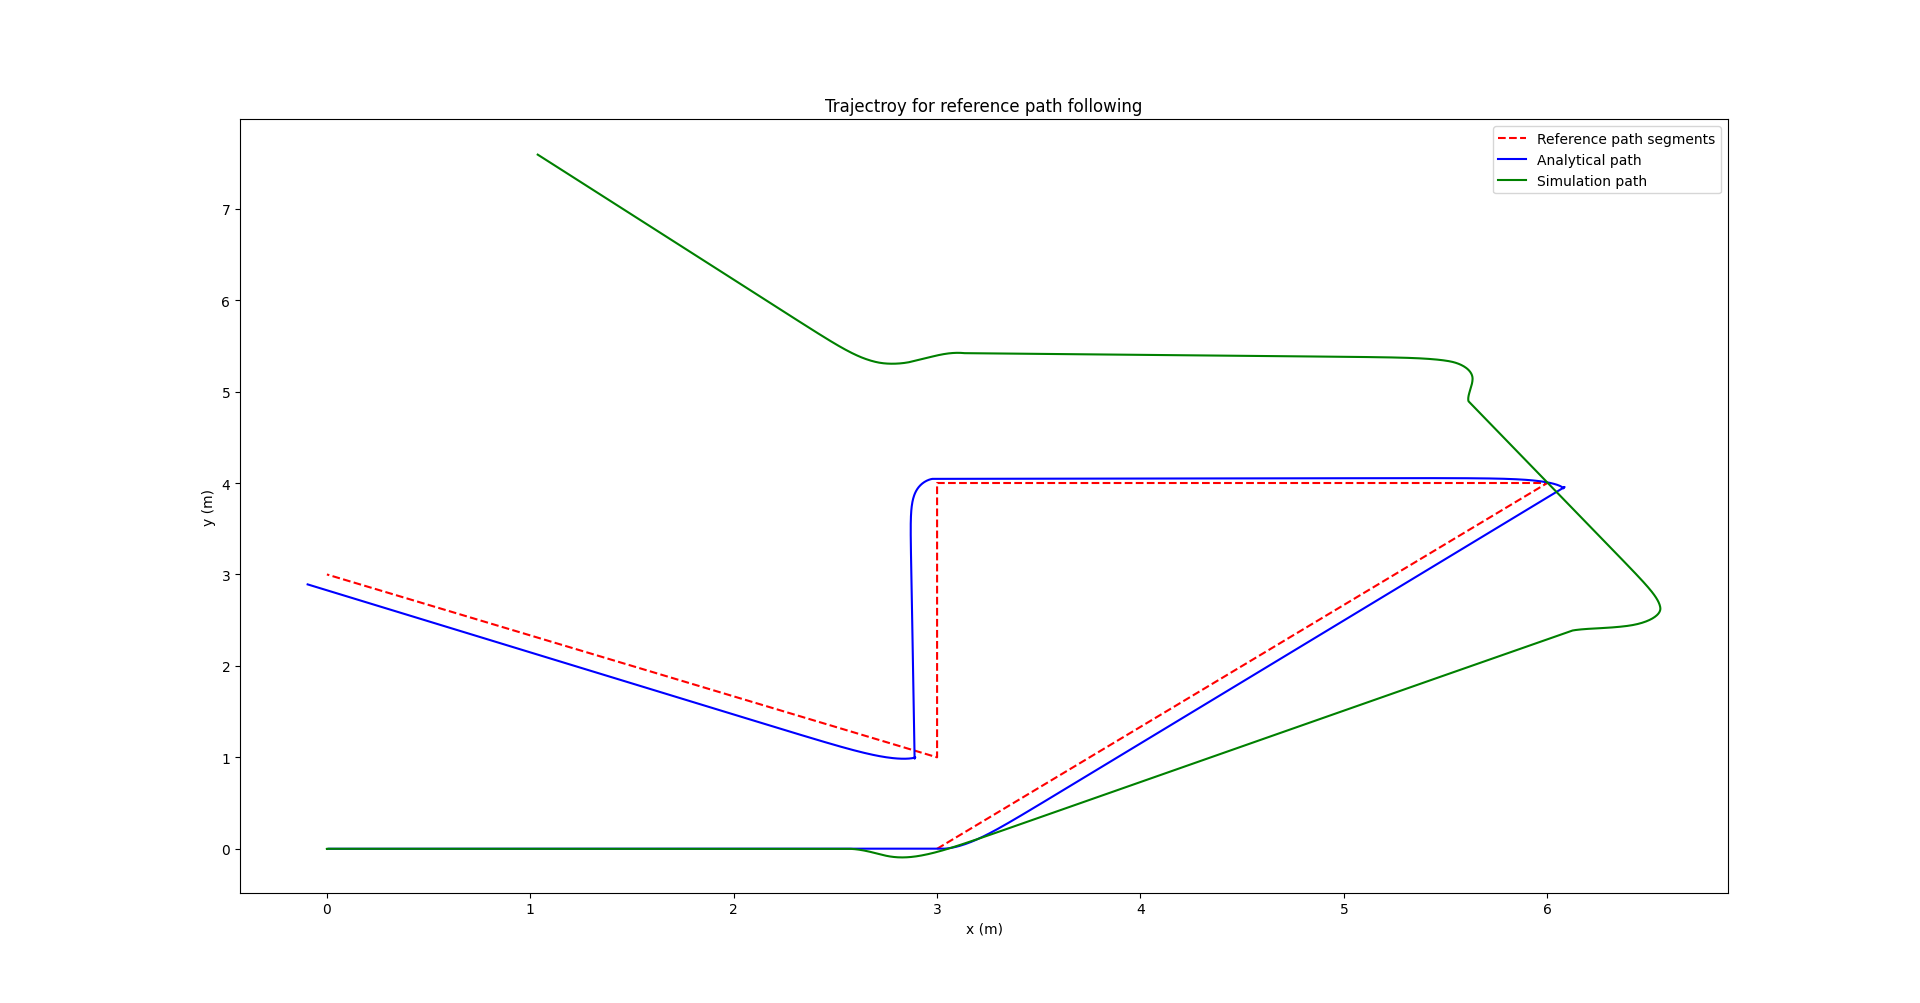 Trajectroy for reference path following
Reference path segments
Analytical path
Simulation path
7
6
5
4
3
2
1
0
y (m)
0 1 2 3 4 5 6
x (m)